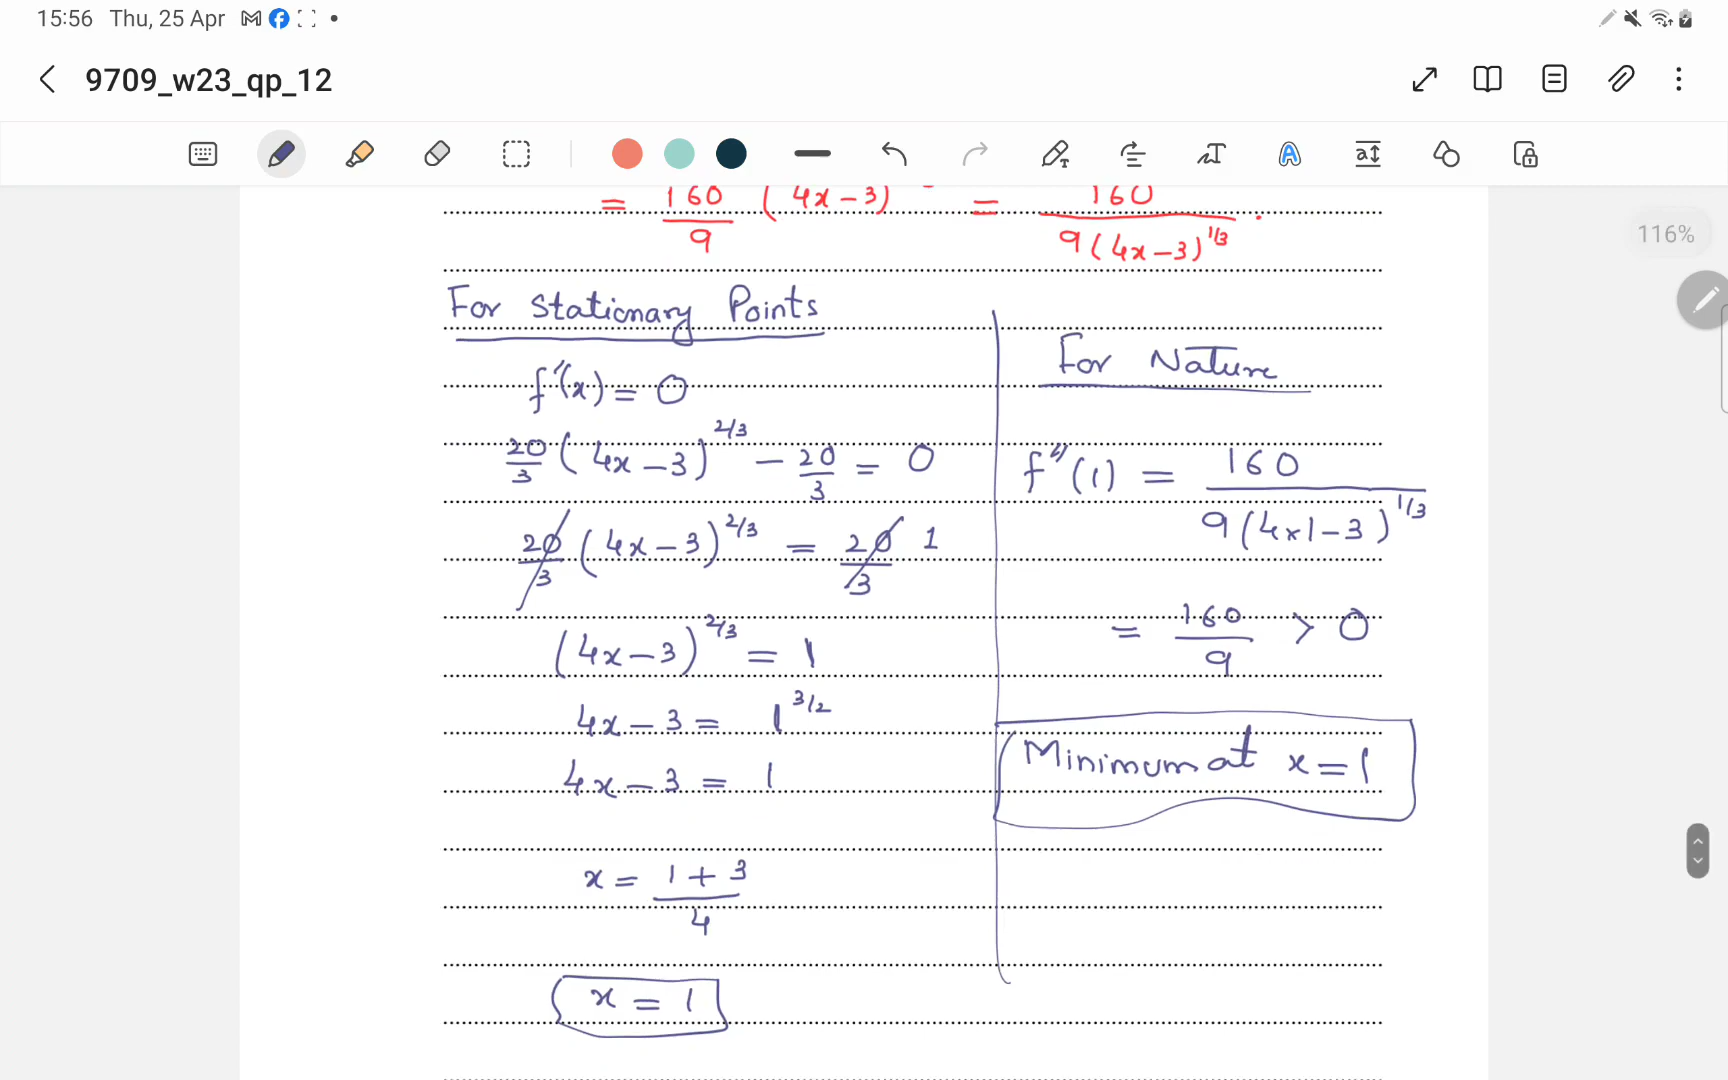 15:56 Thu, 25 Apr
9709_w23_qp_12
= 160/9 (4x-3) = 160/9(4x-3)^1/3 .
116%
For Stationary Points
f'(x) = 0
20/3 (4x-3)^2/3 - 20/3 = 0
20/3 (4x-3)^2/3 = 20/3 1
(4x-3)^2/3 = 1
4x-3 = 1^3/2
4x-3 = 1
x = 1+3/4
x = 1
For Nature
f''(1) = 160/9(4x1-3)^1/3
= 160/9 > 0
Minimum at x=1